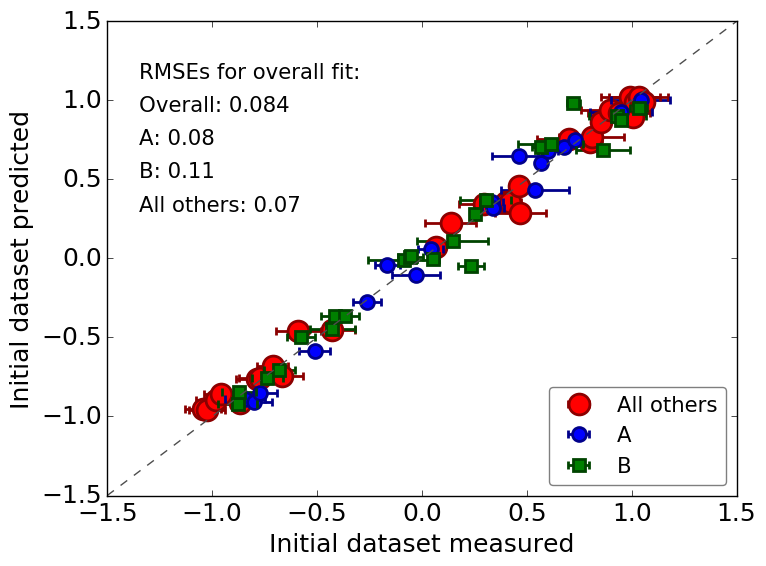 1.5
1.0
0.5
0.0
−0.5
−1.0
−1.5
Initial dataset predicted
RMSEs for overall fit:
Overall: 0.084
A: 0.08
B: 0.11
All others: 0.07
All others
A
B
−1.5 −1.0 −0.5 0.0 0.5 1.0 1.5
Initial dataset measured